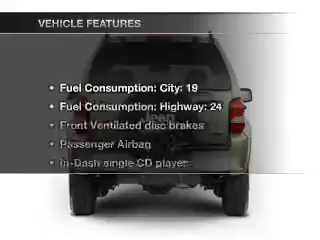 VEHICLE FEATURES
• Fuel Consumption: City: 19
• Fuel Consumption: Highway: 24
• Front Ventilated disc brakes
• Passenger Airbag
• In-Dash single CD player
Jeep